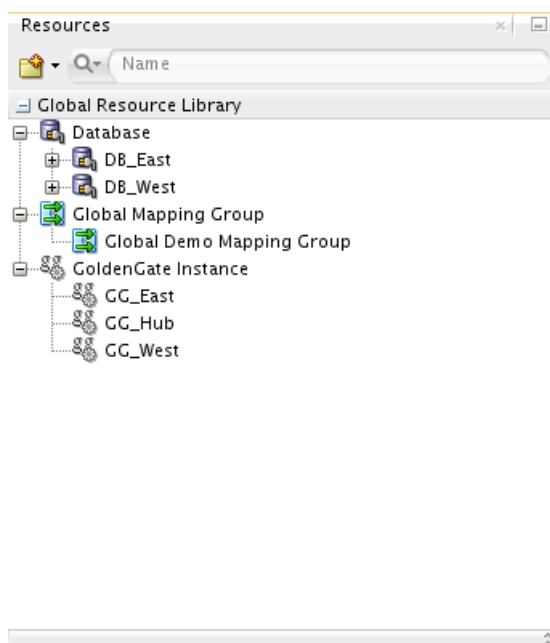 Resources
Name
Global Resource Library
Database
DB_East
DB_West
Global Mapping Group
Global Demo Mapping Group
GoldenGate Instance
GG_East
GG_Hub
GG_West